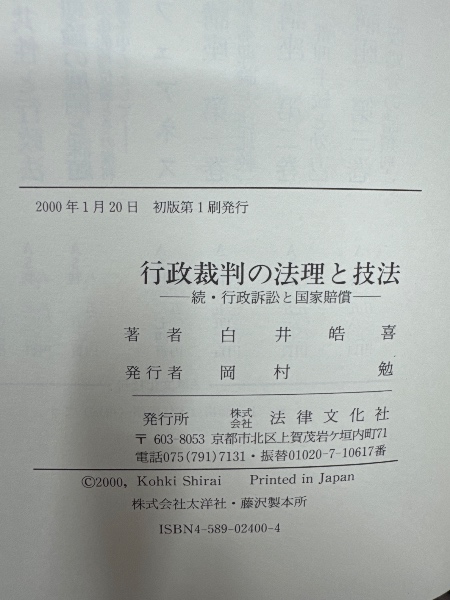 2000年1月20日 初版第1刷発行
行政裁判の法理と技法
――続・行政訴訟と国家賠償――
著者 白井皓喜
発行者 岡村 勉
発行所 株式会社 法律文化社
〒603-8053 京都市北区上賀茂岩ケ垣内町71
電話075(791)7131・振替01020-7-10617番
©2000, Kohki Shirai Printed in Japan
株式会社太洋社・藤沢製本所
ISBN4-589-02400-4